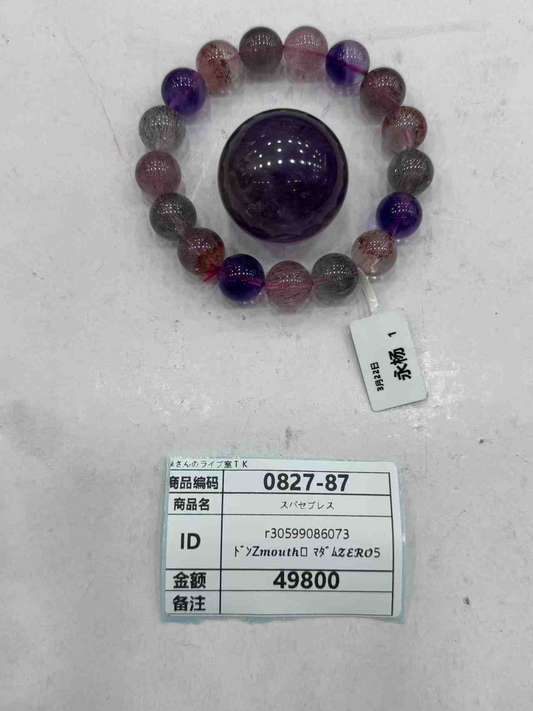 3月22日
永杨 1
さんのライブ室TK
商品编码 0827-87
商品名 スパセブレス
ID r30599086073
ドンZmouth□ マダムZERO5
金额 49800
备注